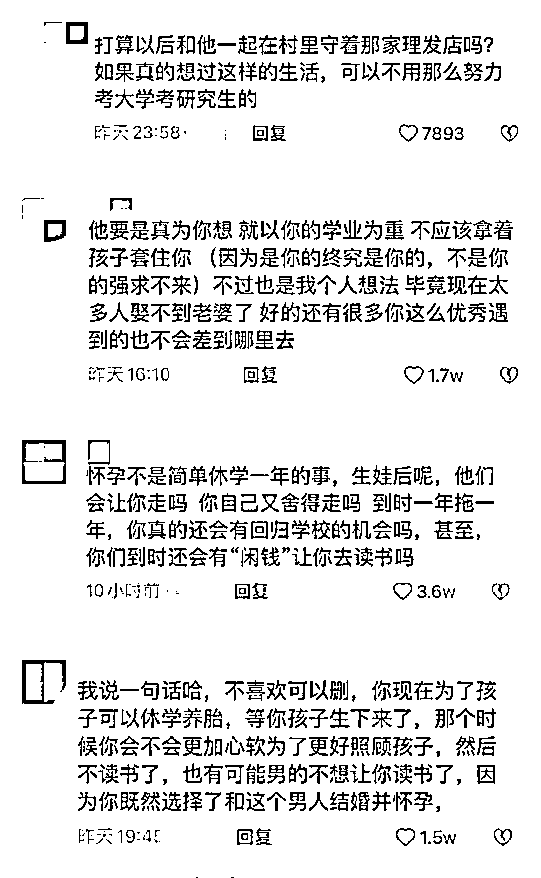 打算以后和他一起在村里守着那家理发店吗？
如果真的想过这样的生活，可以不用那么努力
考大学考研究生的
昨天23:58· 回复 7893
他要是真为你想 就以你的学业为重 不应该拿着
孩子套住你 （因为是你的终究是你的，不是你
的强求不来）不过也是我个人想法 毕竟现在太
多人娶不到老婆了 好的还有很多你这么优秀遇
到的也不会差到哪里去
昨天16:10 回复 1.7w
怀孕不是简单休学一年的事，生娃后呢，他们
会让你走吗 你自己又舍得走吗 到时一年拖一
年，你真的还会有回归学校的机会吗，甚至，
你们到时还会有“闲钱”让你去读书吗
10小时前 · 回复 3.6w
我说一句话哈，不喜欢可以删，你现在为了孩
子可以休学养胎，等你孩子生下来了，那个时
候你会不会更加心软为了更好照顾孩子，然后
不读书了，也有可能男的不想让你读书了，因
为你既然选择了和这个男人结婚并怀孕，
昨天19:45 回复 1.5w